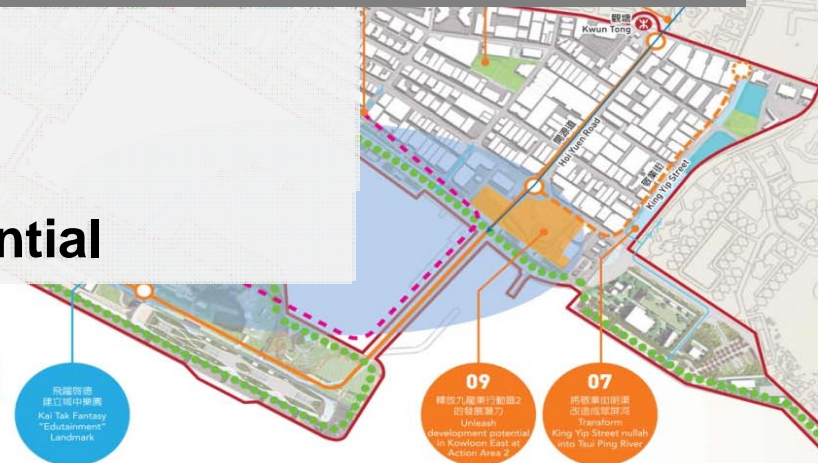 觀塘
Kwun Tong
開源道
Hoi Yuen Road
敬業街
King Yip Street
ntial
飛躍啓德
建立城中樂園
Kai Tak Fantasy
"Edutainment"
Landmark
09
釋放九龍東行動區2
的發展潛力
Unleash
development potential
in Kowloon East at
Action Area 2
07
將敬業街明渠
改造成翠屏河
Transform
King Yip Street nullah
into Tsui Ping River